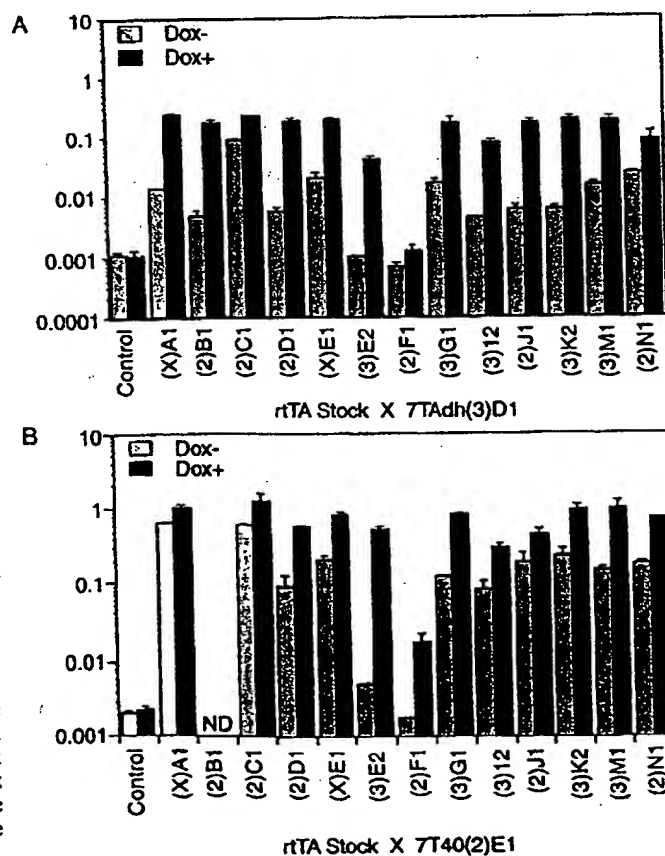 A
Dox-
Dox+
10
1
0.1
0.01
0.001
0.0001
Control
(X)A1
(2)B1
(2)C1
(2)D1
(X)E1
(3)E2
(2)F1
(3)G1
(3)12
(2)J1
(3)K2
(3)M1
(2)N1
rtTA Stock X 7TAdh(3)D1
B
Dox-
Dox+
10
1
0.1
0.01
0.001
ND
Control
(X)A1
(2)B1
(2)C1
(2)D1
(X)E1
(3)E2
(2)F1
(3)G1
(3)12
(2)J1
(3)K2
(3)M1
(2)N1
rtTA Stock X 7T40(2)E1